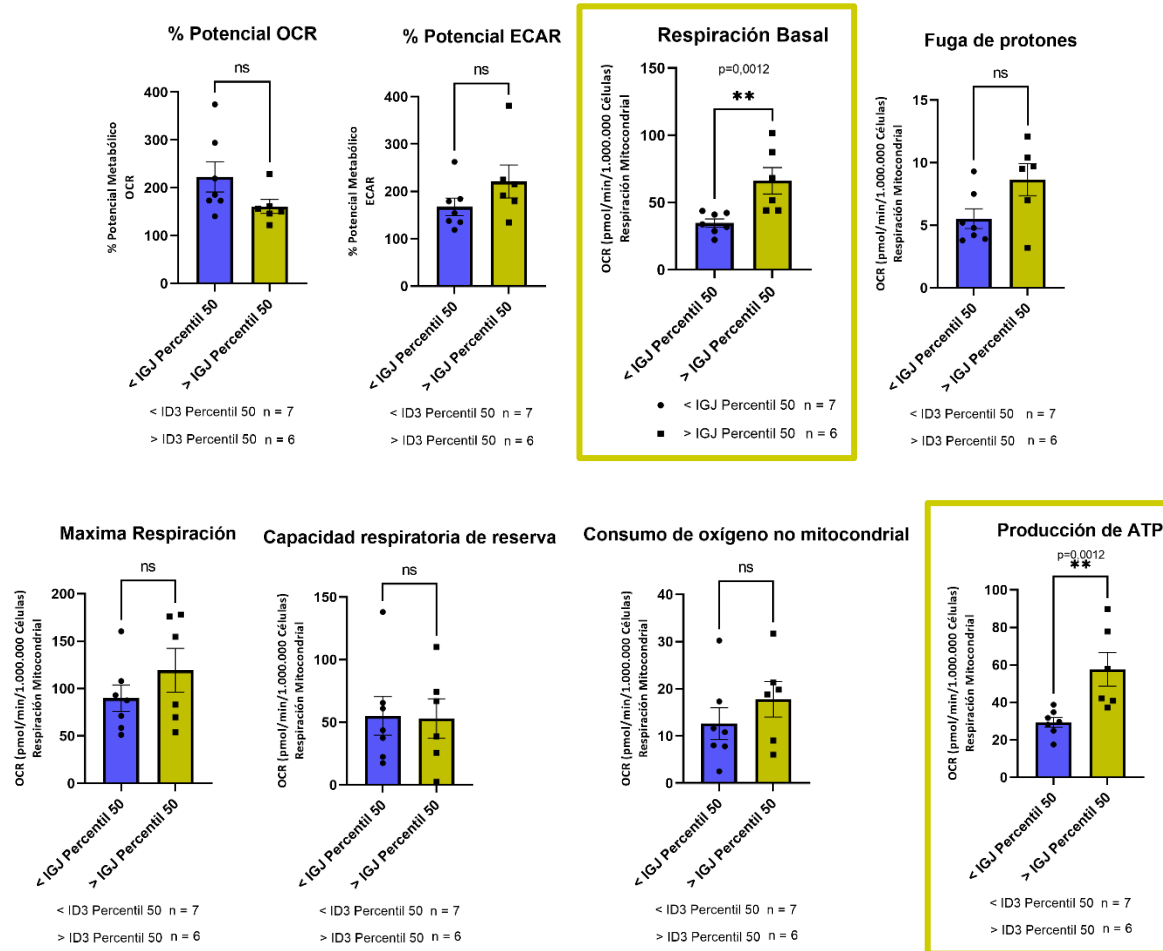 % Potencial OCR
ns
% Potencial Metabólico
OCR
400
300
200
100
0
< IGJ Percentil 50
> IGJ Percentil 50
< ID3 Percentil 50 n = 7
> ID3 Percentil 50 n = 6
% Potencial ECAR
ns
% Potencial Metabólico
ECAR
400
300
200
100
0
< IGJ Percentil 50
> IGJ Percentil 50
< ID3 Percentil 50 n = 7
> ID3 Percentil 50 n = 6
Respiración Basal
p=0,0012
**
OCR (pmol/min/1.000.000 Células)
Respiración Mitocondrial
150
100
50
0
< IGJ Percentil 50
> IGJ Percentil 50
< IGJ Percentil 50 n = 7
> IGJ Percentil 50 n = 6
Fuga de protones
ns
OCR (pmol/min/1.000.000 Células)
Respiración Mitocondrial
15
10
5
0
< IGJ Percentil 50
> IGJ Percentil 50
< ID3 Percentil 50 n = 7
> ID3 Percentil 50 n = 6
Maxima Respiración
ns
OCR (pmol/min/1.000.000 Células)
Respiración Mitocondrial
200
150
100
50
0
< IGJ Percentil 50
> IGJ Percentil 50
< ID3 Percentil 50 n = 7
> ID3 Percentil 50 n = 6
Capacidad respiratoria de reserva
ns
OCR (pmol/min/1.000.000 Células)
Respiración Mitocondrial
150
100
50
0
< IGJ Percentil 50
> IGJ Percentil 50
< ID3 Percentil 50 n = 7
> ID3 Percentil 50 n = 6
Consumo de oxígeno no mitocondrial
ns
OCR (pmol/min/1.000.000 Células)
Respiración Mitocondrial
40
30
20
10
0
< IGJ Percentil 50
> IGJ Percentil 50
< ID3 Percentil 50 n = 7
> ID3 Percentil 50 n = 6
Producción de ATP
p=0,0012
**
OCR (pmol/min/1.000.000 Células)
Respiración Mitocondrial
100
80
60
40
20
0
< IGJ Percentil 50
> IGJ Percentil 50
< ID3 Percentil 50 n = 7
> ID3 Percentil 50 n = 6